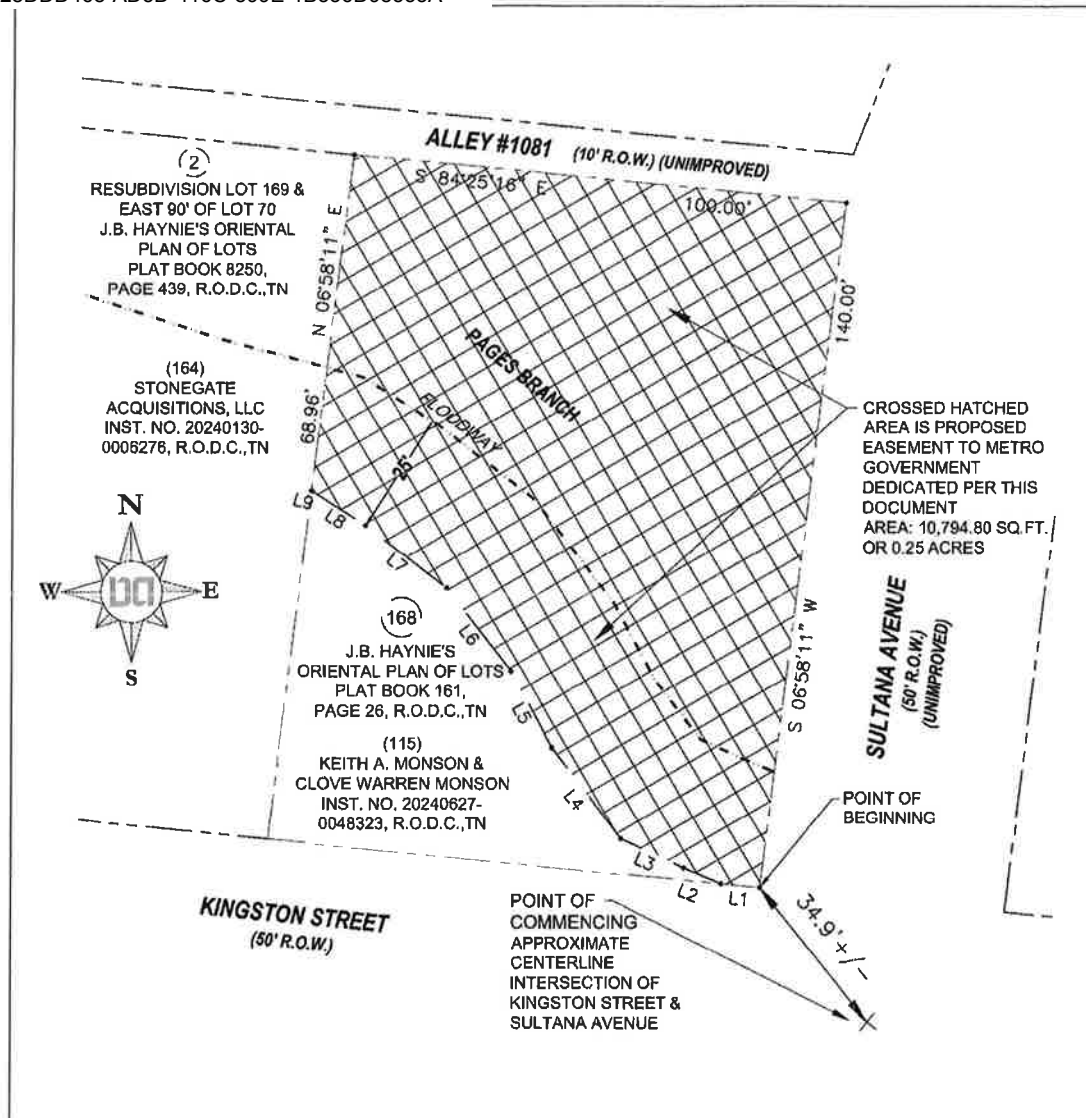 ALLEY #1081 (10' R.O.W.) (UNIMPROVED)
S 84°25'16" E
100.00'
(2)
RESUBDIVISION LOT 169 &
EAST 90' OF LOT 70
J.B. HAYNIE'S ORIENTAL
PLAN OF LOTS
PLAT BOOK 8250,
PAGE 439, R.O.D.C.,TN
N 06°58'11" E
68.96'
140.00'
PAGES BRANCH
FLOODWAY
25'
(164)
STONEGATE
ACQUISITIONS, LLC
INST. NO. 20240130-
0006276, R.O.D.C.,TN
CROSSED HATCHED
AREA IS PROPOSED
EASEMENT TO METRO
GOVERNMENT
DEDICATED PER THIS
DOCUMENT
AREA: 10,794.80 SQ.FT.
OR 0.25 ACRES
L9
L8
L7
L6
L5
L4
L3
L2
L1
N
W
E
S
168
J.B. HAYNIE'S
ORIENTAL PLAN OF LOTS
PLAT BOOK 161,
PAGE 26, R.O.D.C.,TN
(115)
KEITH A. MONSON &
CLOVE WARREN MONSON
INST. NO. 20240627-
0048323, R.O.D.C.,TN
S 06°58'11" W
SULTANA AVENUE
(50' R.O.W.)
(UNIMPROVED)
POINT OF
BEGINNING
34.9' +/-
KINGSTON STREET
(50' R.O.W.)
POINT OF
COMMENCING
APPROXIMATE
CENTERLINE
INTERSECTION OF
KINGSTON STREET &
SULTANA AVENUE